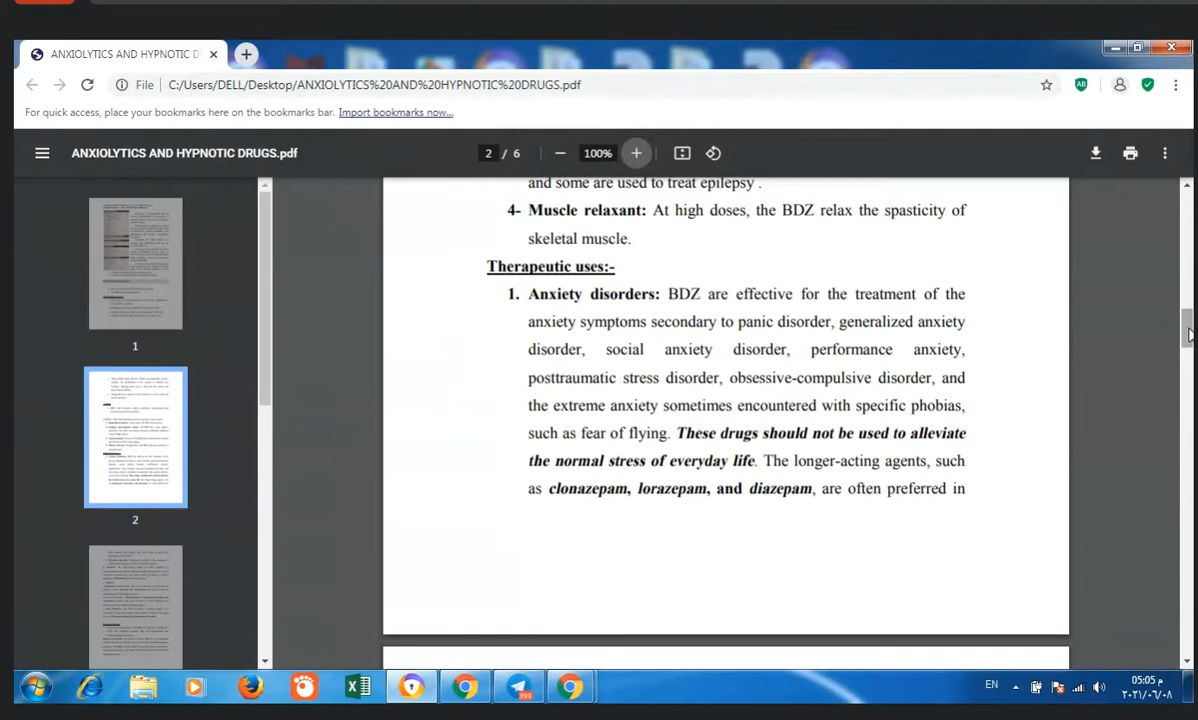 ANXIOLYTICS AND HYPNOTIC D
File C:/Users/DELL/Desktop/ANXIOLYTICS%20AND%20HYPNOTIC%20DRUGS.pdf
For quick access, place your bookmarks here on the bookmarks bar. Import bookmarks now...
ANXIOLYTICS AND HYPNOTIC DRUGS.pdf
2 / 6
100%
and some are used to treat epilepsy .
4- Muscle relaxant: At high doses, the BDZ relax the spasticity of
skeletal muscle.
Therapeutic uses:-
1. Anxiety disorders: BDZ are effective for the treatment of the
anxiety symptoms secondary to panic disorder, generalized anxiety
disorder, social anxiety disorder, performance anxiety,
posttraumatic stress disorder, obsessive-compulsive disorder, and
the extreme anxiety sometimes encountered with specific phobias,
such as fear of flying. These drugs should not be used to alleviate
the normal stress of everyday life. The longer-acting agents, such
as clonazepam, lorazepam, and diazepam, are often preferred in
1
2
EN
399
05:05 م
٢٠٢١/٠٦/٠٨